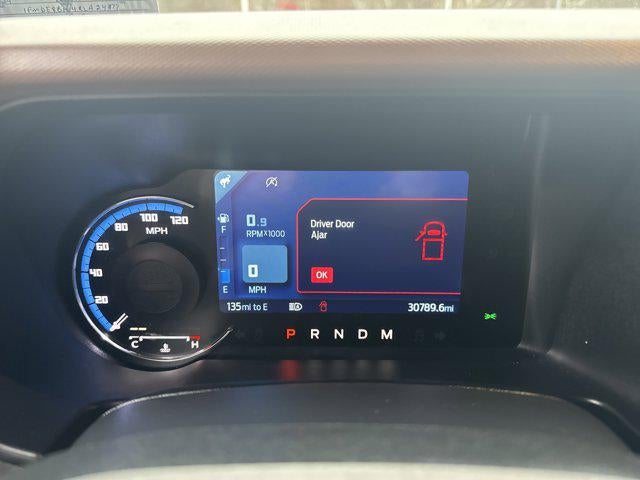 120
100
80
60
40
20
MPH
C
H
F
E
0.9
RPM×1000
0
MPH
Driver Door
Ajar
OK
135mi to E
30789.6mi
P R N D M